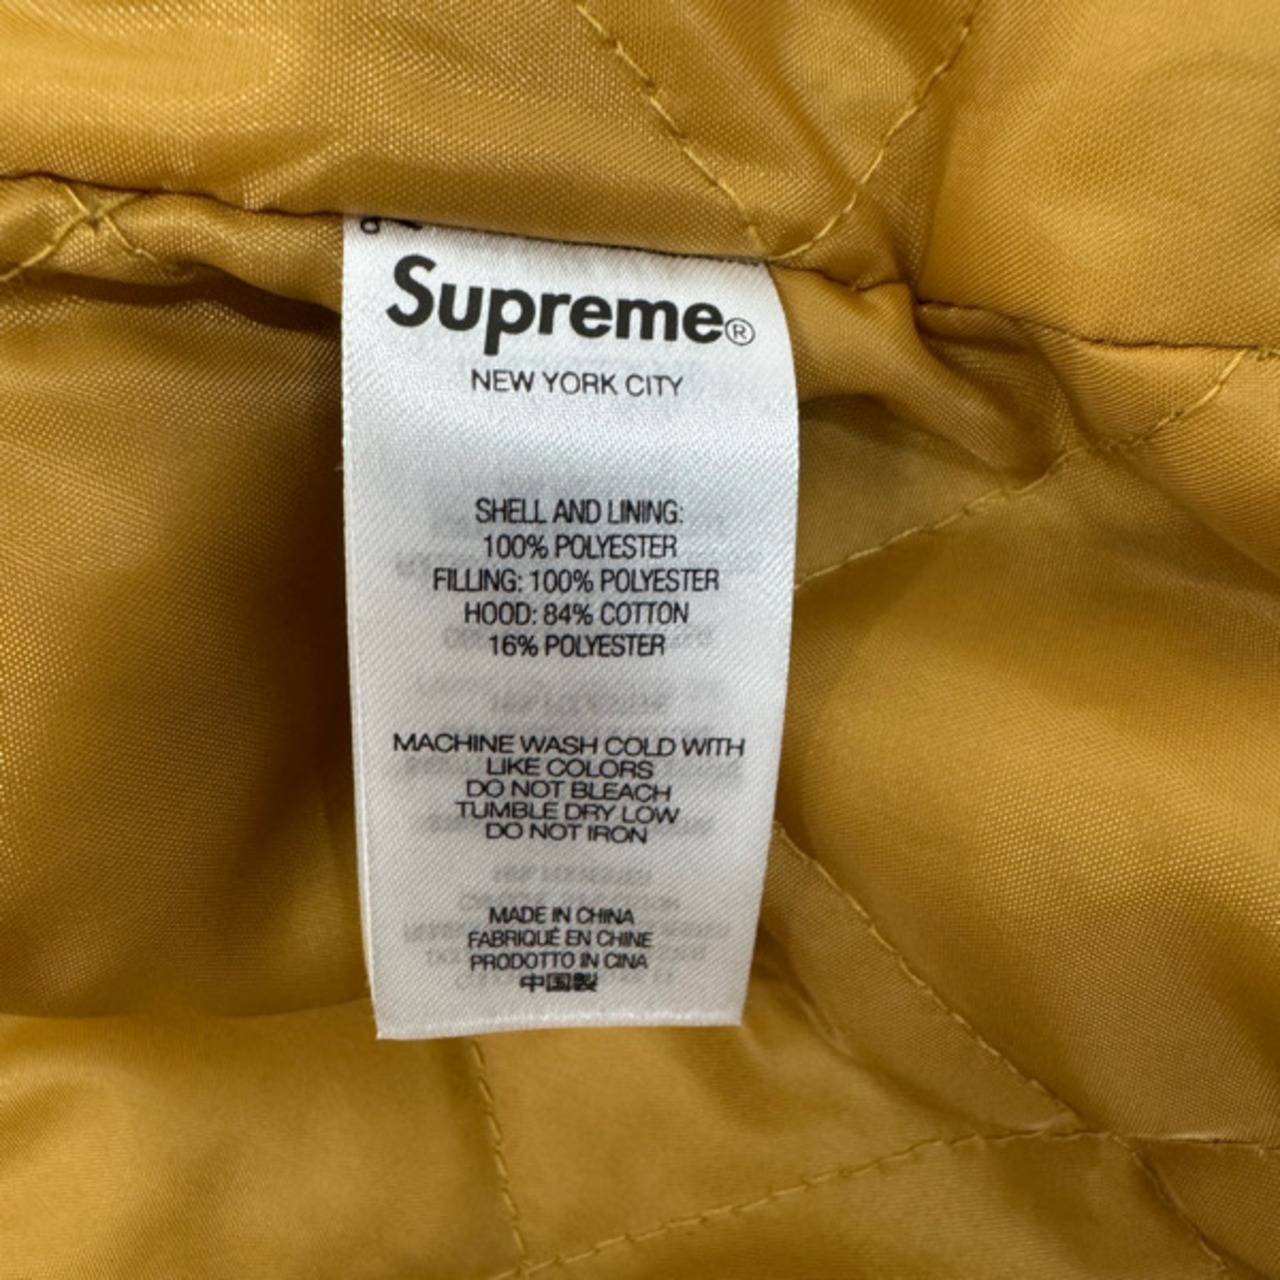 Supreme®
NEW YORK CITY
SHELL AND LINING:
100% POLYESTER
FILLING: 100% POLYESTER
HOOD: 84% COTTON
16% POLYESTER
MACHINE WASH COLD WITH
LIKE COLORS
DO NOT BLEACH
TUMBLE DRY LOW
DO NOT IRON
MADE IN CHINA
FABRIQUÉ EN CHINE
PRODOTTO IN CINA
中国製